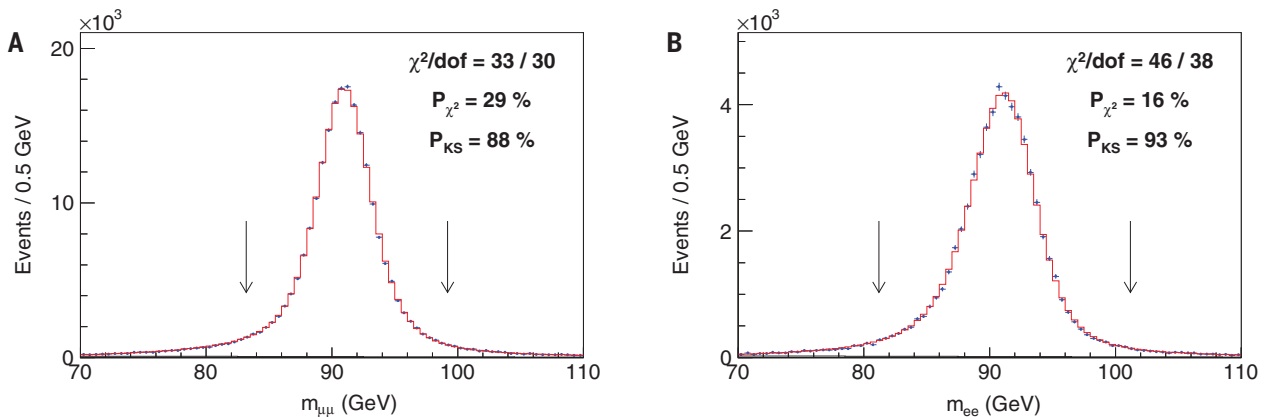 A
×10³
20
10
0
Events / 0.5 GeV
χ²/dof = 33 / 30
P_χ² = 29 %
P_KS = 88 %
70 80 90 100 110
m_μμ (GeV)
B
×10³
4
2
0
Events / 0.5 GeV
χ²/dof = 46 / 38
P_χ² = 16 %
P_KS = 93 %
70 80 90 100 110
m_ee (GeV)